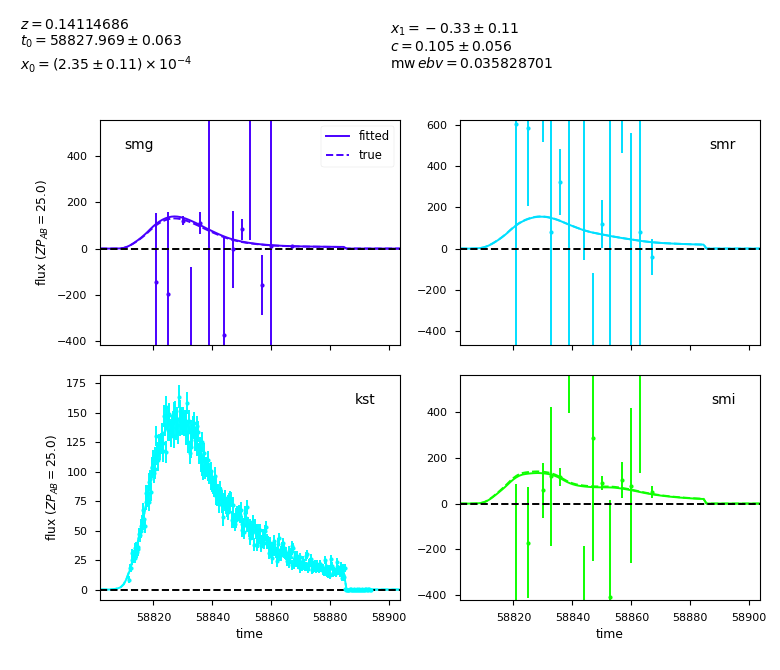 z = 0.14114686
t₀ = 58827.969 ± 0.063
x₀ = (2.35 ± 0.11) × 10⁻⁴
x₁ = −0.33 ± 0.11
c = 0.105 ± 0.056
mw ebv = 0.035828701
smg
fitted
true
400
200
0
−200
−400
flux (ZP_AB = 25.0)
smr
600
400
200
0
−200
−400
kst
175
150
125
100
75
50
25
0
flux (ZP_AB = 25.0)
58820 58840 58860 58880 58900
time
smi
400
200
0
−200
−400
58820 58840 58860 58880 58900
time